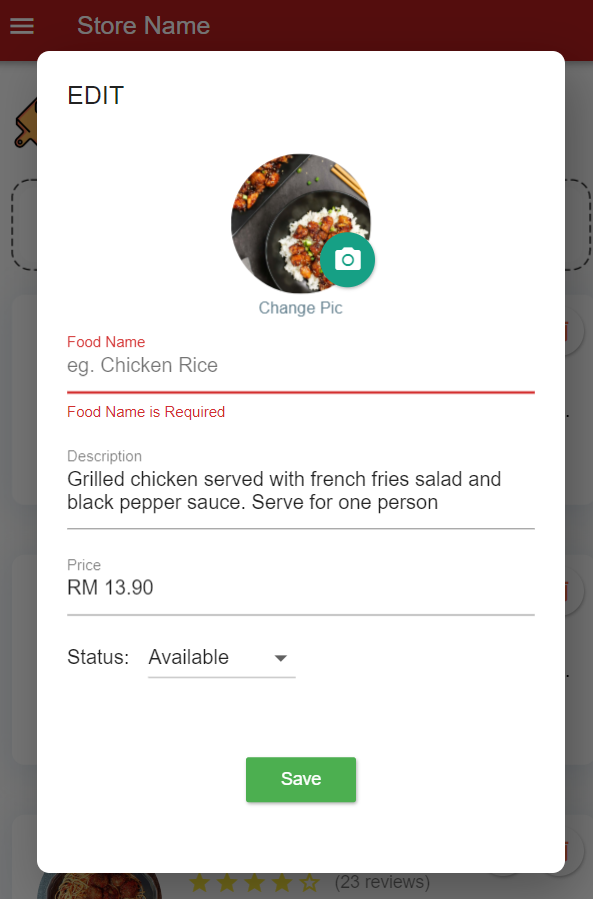 Store Name
EDIT
Change Pic
Food Name
eg. Chicken Rice
Food Name is Required
Description
Grilled chicken served with french fries salad and
black pepper sauce. Serve for one person
Price
RM 13.90
Status: Available
Save
(23 reviews)